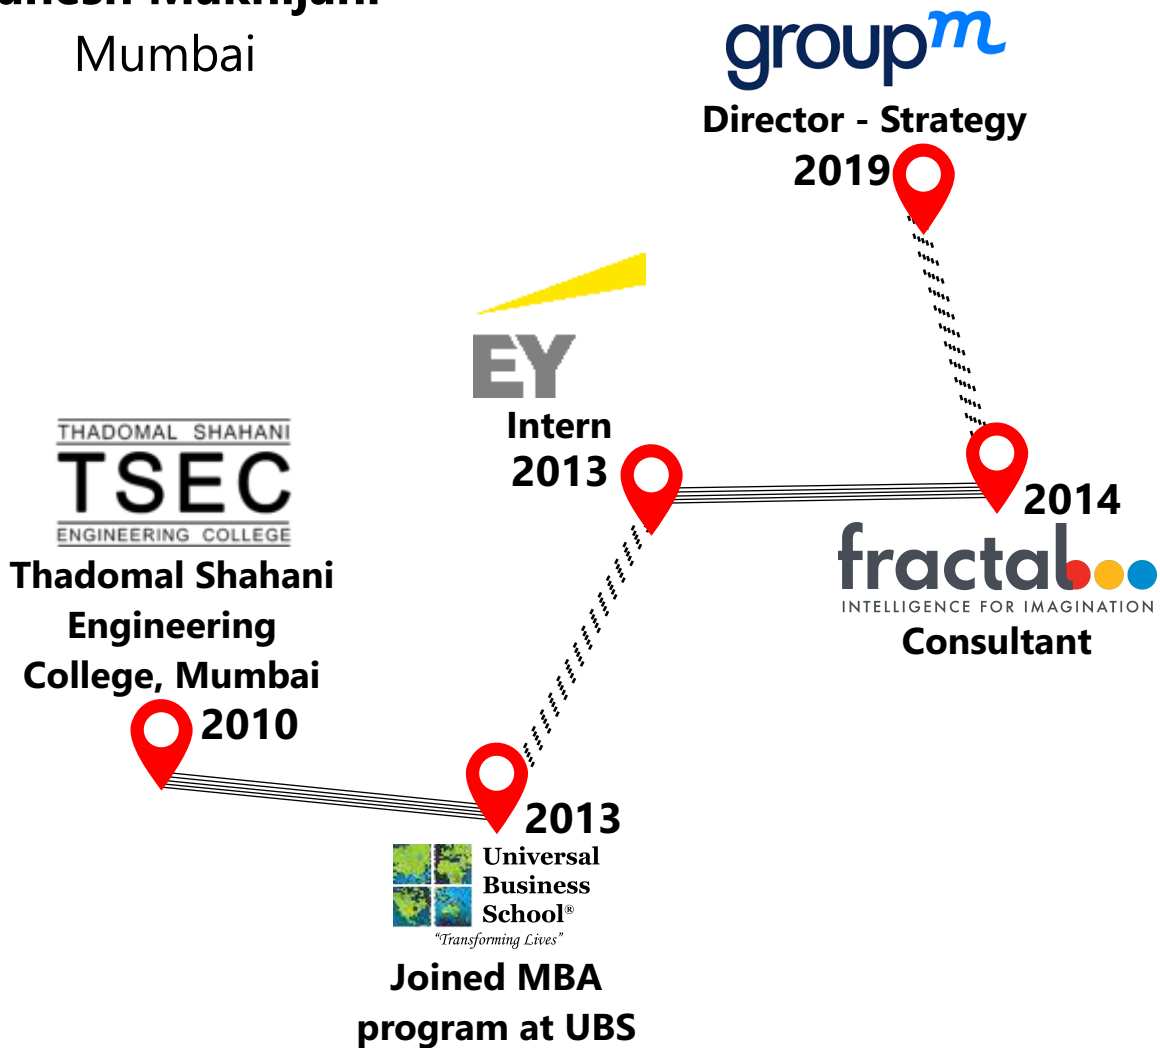 Mumbai
groupm
Director - Strategy
2019
EY
Intern
2013
THADOMAL SHAHANI
TSEC
ENGINEERING COLLEGE
Thadomal Shahani
Engineering
College, Mumbai
2010
2014
fractal
INTELLIGENCE FOR IMAGINATION
Consultant
2013
Universal
Business
School®
“Transforming Lives”
Joined MBA
program at UBS